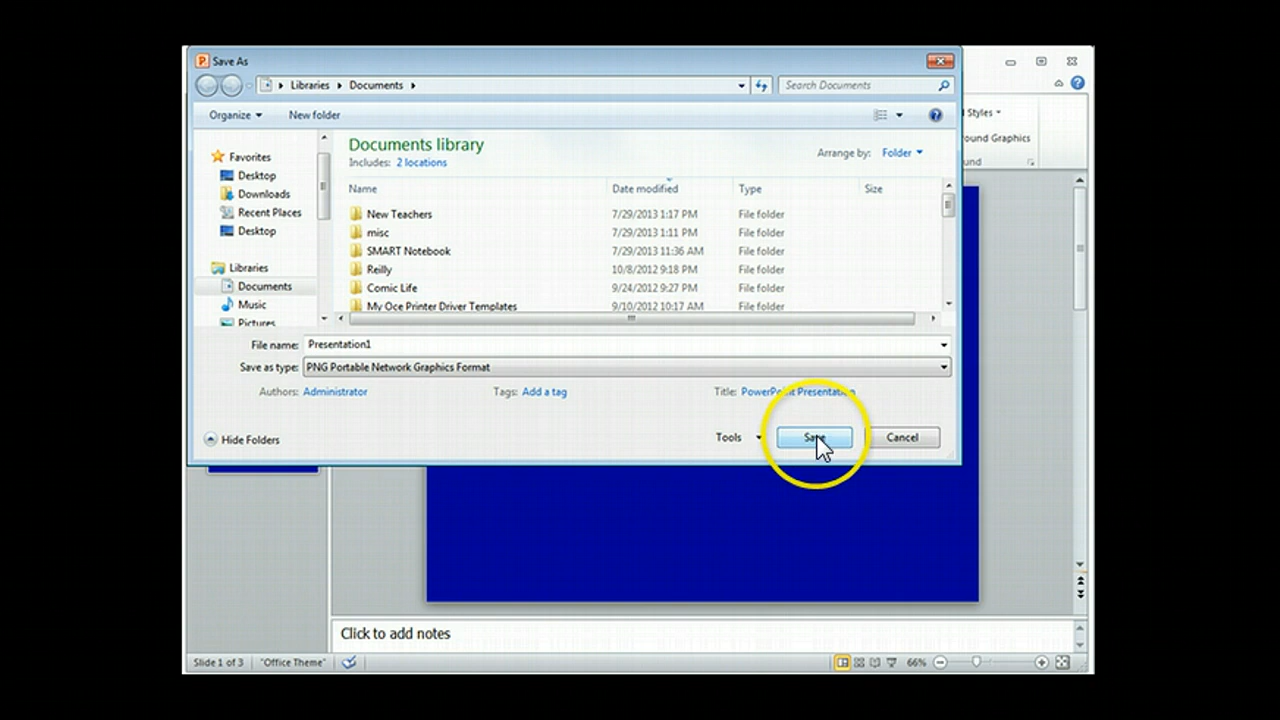 Save As
Libraries Documents
Search Documents
Organize
New folder
Styles
ound Graphics
und
Favorites
Desktop
Downloads
Recent Places
Desktop
Libraries
Documents
Music
Pictures
Documents library
Includes: 2 locations
Arrange by: Folder
Name Date modified Type Size
New Teachers 7/29/2013 1:17 PM File folder
misc 7/29/2013 1:11 PM File folder
SMART Notebook 7/29/2013 11:36 AM File folder
Reilly 10/8/2012 9:18 PM File folder
Comic Life 9/24/2012 9:27 PM File folder
My Oce Printer Driver Templates 9/10/2012 10:17 AM File folder
File name: Presentation1
Save as type: PNG Portable Network Graphics Format
Authors: Administrator Tags: Add a tag Title: PowerPoint Presentation
Hide Folders
Tools Save Cancel
Click to add notes
Slide 1 of 3 "Office Theme" 66%